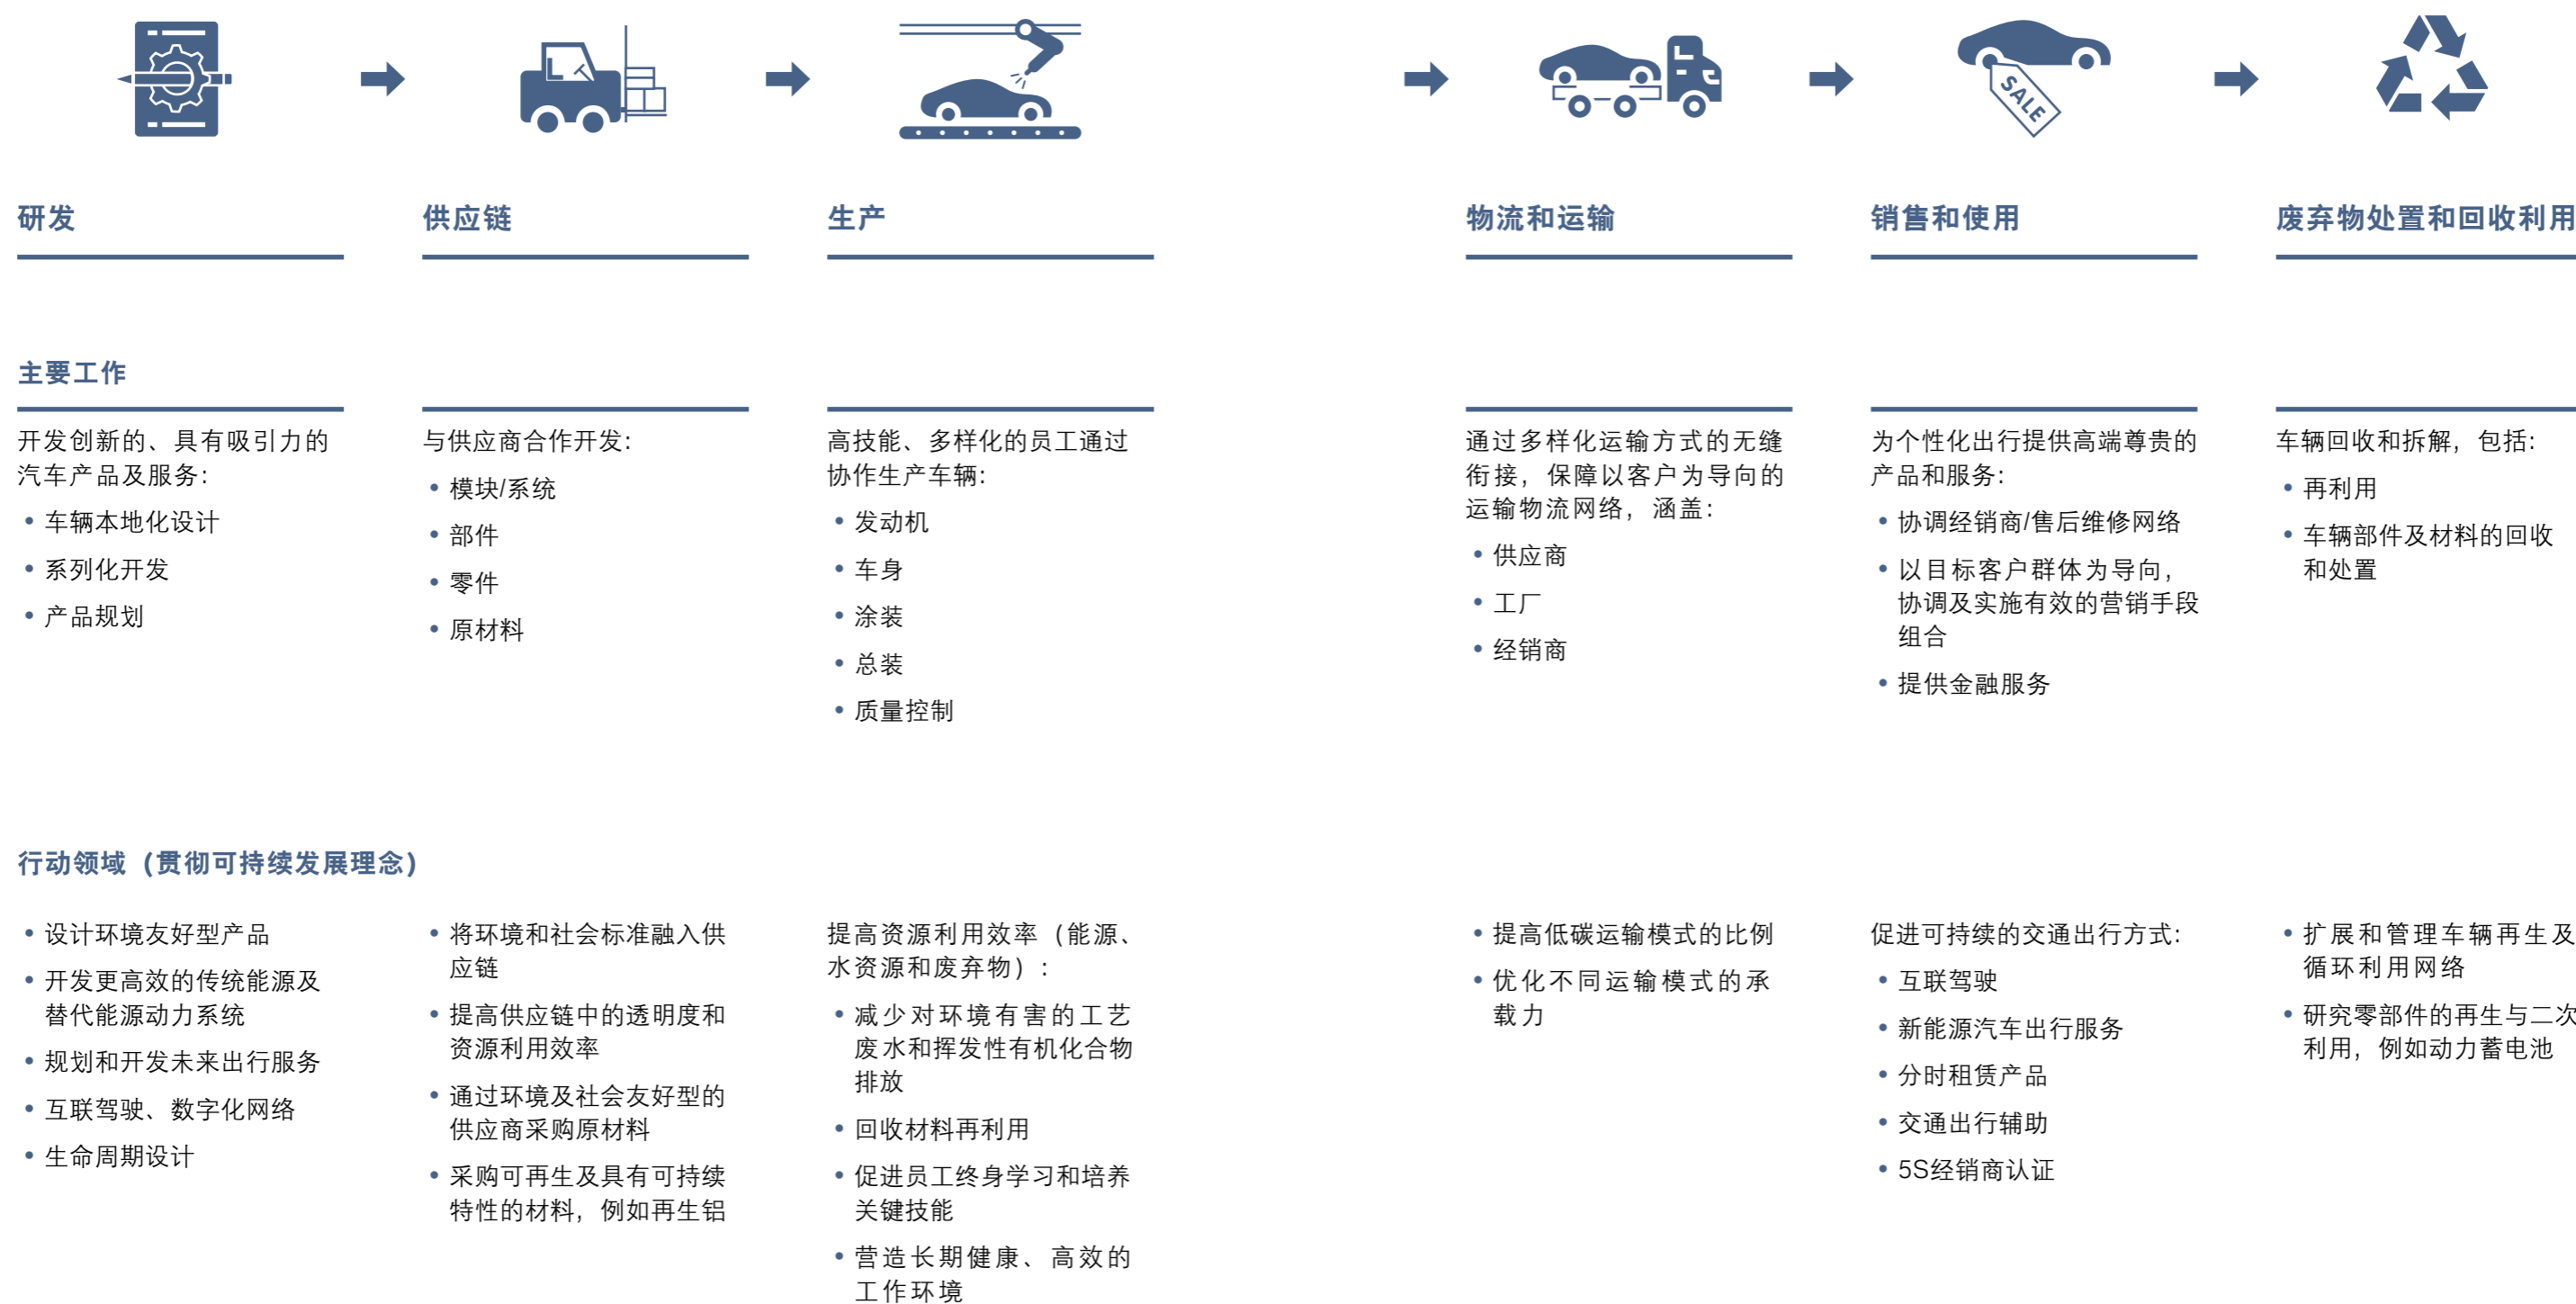 SALE
研发
供应链
生产
物流和运输
销售和使用
废弃物处置和回收利用
主要工作
开发创新的、具有吸引力的
汽车产品及服务：
• 车辆本地化设计
• 系列化开发
• 产品规划
与供应商合作开发：
• 模块/系统
• 部件
• 零件
• 原材料
高技能、多样化的员工通过
协作生产车辆：
• 发动机
• 车身
• 涂装
• 总装
• 质量控制
通过多样化运输方式的无缝
衔接，保障以客户为导向的
运输物流网络，涵盖：
• 供应商
• 工厂
• 经销商
为个性化出行提供高端尊贵的
产品和服务：
• 协调经销商/售后维修网络
• 以目标客户群体为导向，
协调及实施有效的营销手段
组合
• 提供金融服务
车辆回收和拆解，包括：
• 再利用
• 车辆部件及材料的回收
和处置
行动领域（贯彻可持续发展理念）
• 设计环境友好型产品
• 开发更高效的传统能源及
替代能源动力系统
• 规划和开发未来出行服务
• 互联驾驶、数字化网络
• 生命周期设计
• 将环境和社会标准融入供
应链
• 提高供应链中的透明度和
资源利用效率
• 通过环境及社会友好型的
供应商采购原材料
• 采购可再生及具有可持续
特性的材料，例如再生铝
提高资源利用效率（能源、
水资源和废弃物）：
• 减少对环境有害的工艺
废水和挥发性有机化合物
排放
• 回收材料再利用
• 促进员工终身学习和培养
关键技能
• 营造长期健康、高效的
工作环境
• 提高低碳运输模式的比例
• 优化不同运输模式的承
载力
促进可持续的交通出行方式：
• 互联驾驶
• 新能源汽车出行服务
• 分时租赁产品
• 交通出行辅助
• 5S经销商认证
• 扩展和管理车辆再生及
循环利用网络
• 研究零部件的再生与二次
利用，例如动力蓄电池